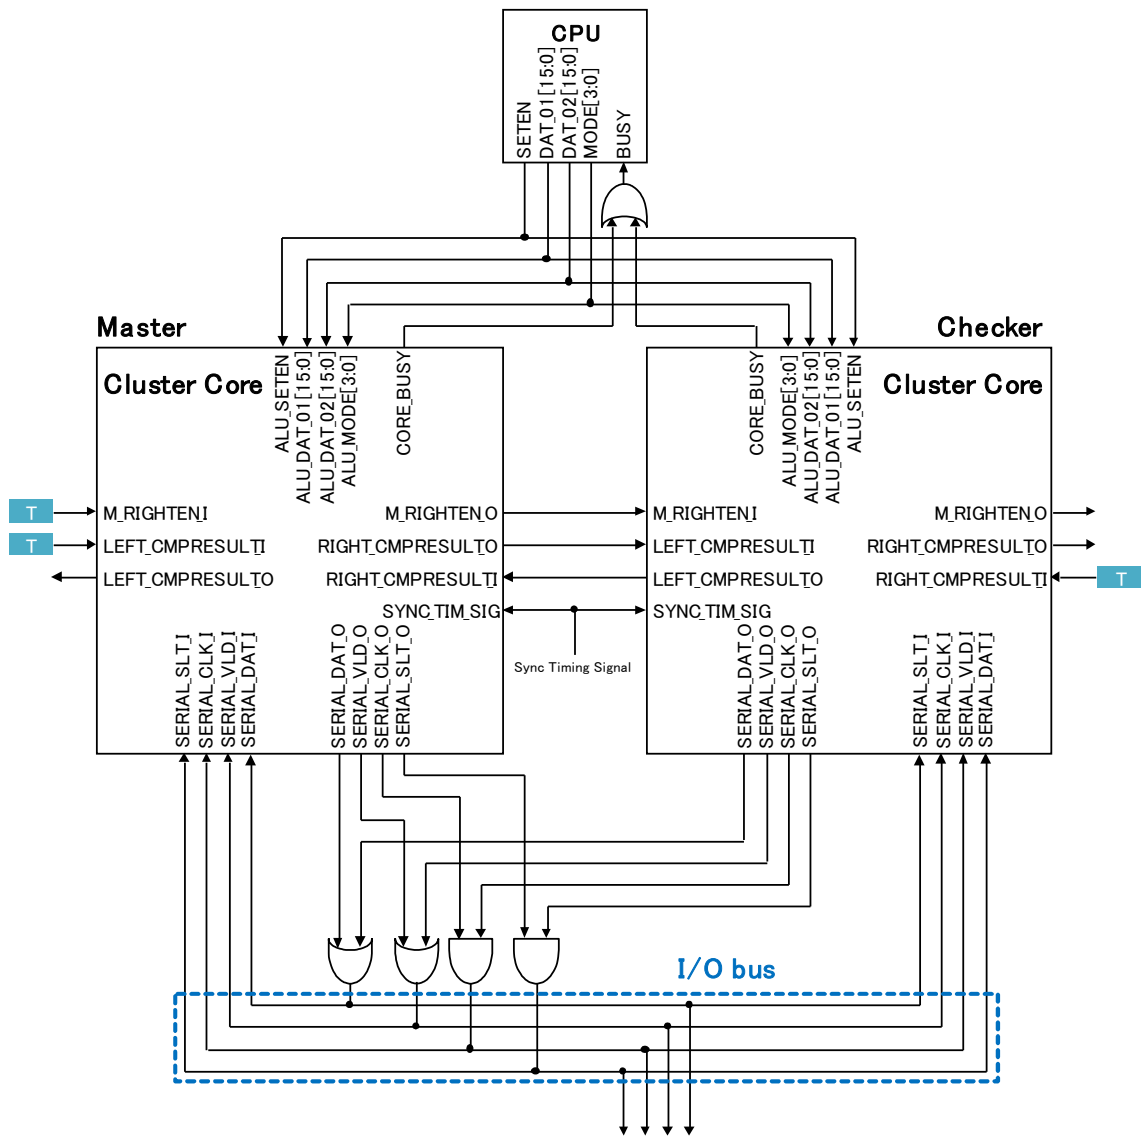 CPU
SETEN
DAT_01[15:0]
DAT_02[15:0]
MODE[3:0]
BUSY
Master
Checker
Cluster Core
ALU_SETEN
ALU_DAT_01[15:0]
ALU_DAT_02[15:0]
ALU_MODE[3:0]
CORE_BUSY
CORE_BUSY
ALU_MODE[3:0]
ALU_DAT_02[15:0]
ALU_DAT_01[15:0]
ALU_SETEN
Cluster Core
T
M_RIGHTEN_I
M_RIGHTEN_O
M_RIGHTEN_I
M_RIGHTEN_O
T
LEFT_CMPRESULT_I
RIGHT_CMPRESULT_O
LEFT_CMPRESULT_I
RIGHT_CMPRESULT_O
LEFT_CMPRESULT_O
RIGHT_CMPRESULT_I
LEFT_CMPRESULT_O
RIGHT_CMPRESULT_I
T
SYNC_TIM_SIG
SYNC_TIM_SIG
Sync Timing Signal
SERIAL_SLT_I
SERIAL_CLK_I
SERIAL_VLD_I
SERIAL_DAT_I
SERIAL_DAT_O
SERIAL_VLD_O
SERIAL_CLK_O
SERIAL_SLT_O
SERIAL_DAT_O
SERIAL_VLD_O
SERIAL_CLK_O
SERIAL_SLT_O
SERIAL_SLT_I
SERIAL_CLK_I
SERIAL_VLD_I
SERIAL_DAT_I
I/O bus